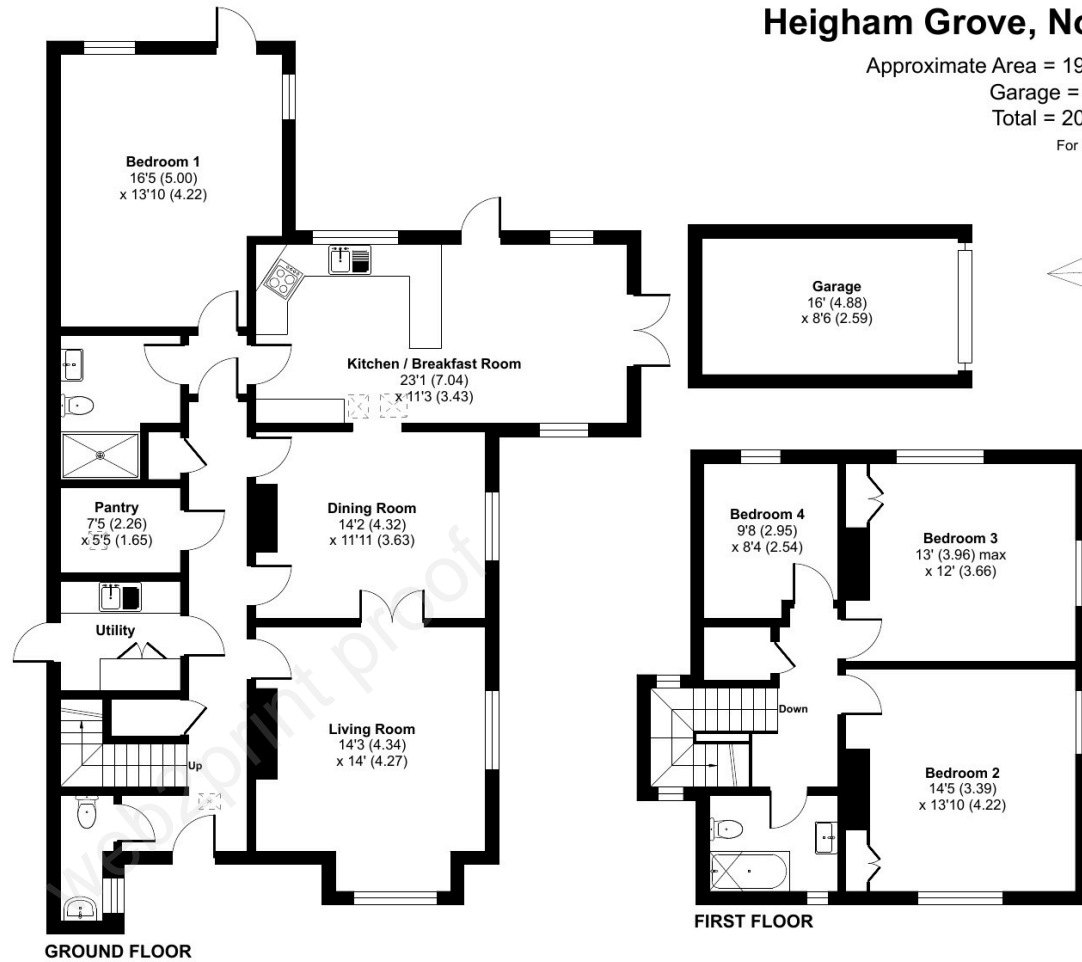 Heigham Grove, No
Approximate Area = 19
Garage =
Total = 20
For
Bedroom 1
16'5 (5.00)
x 13'10 (4.22)
Garage
16' (4.88)
x 8'6 (2.59)
Kitchen / Breakfast Room
23'1 (7.04)
x 11'3 (3.43)
Pantry
7'5 (2.26)
x 5'5 (1.65)
Dining Room
14'2 (4.32)
x 11'11 (3.63)
Bedroom 4
9'8 (2.95)
x 8'4 (2.54)
Bedroom 3
13' (3.96) max
x 12' (3.66)
Utility
Living Room
14'3 (4.34)
x 14' (4.27)
Up
Down
Bedroom 2
14'5 (3.39)
x 13'10 (4.22)
web2print proof
GROUND FLOOR
FIRST FLOOR